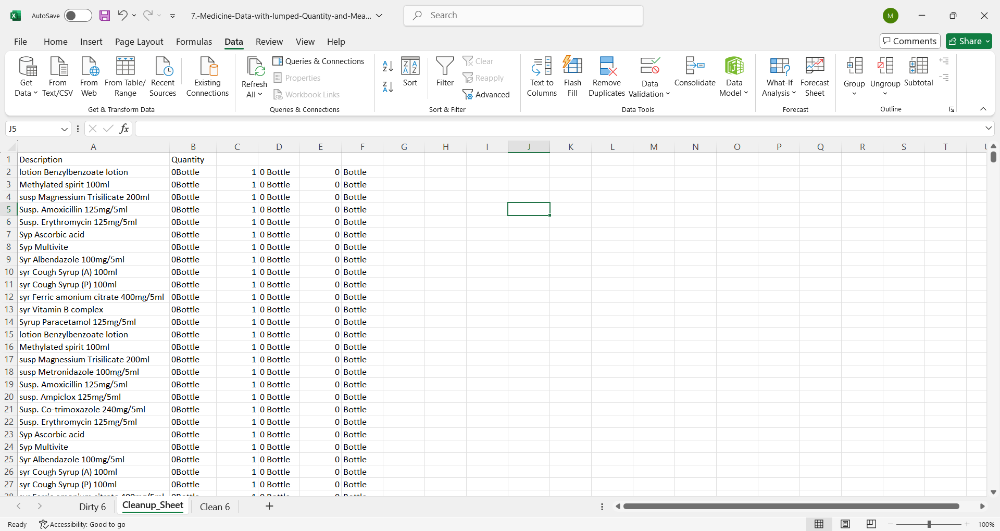 AutoSave 7.-Medicine-Data-with-lumped-Quantity-and-Mea... Search M
File Home Insert Page Layout Formulas Data Review View Help Comments Share
Get Data From Text/CSV From Web From Table/Range Recent Sources Existing Connections
Get & Transform Data
Refresh All Queries & Connections Properties Workbook Links
Queries & Connections
Sort Filter Clear Reapply Advanced
Sort & Filter
Text to Columns Flash Fill Remove Duplicates Data Validation Consolidate Data Model
Data Tools
What-If Analysis Forecast Sheet
Forecast
Group Ungroup Subtotal
Outline
J5 fx
A B C D E F G H I J K L M N O P Q R S T
1 Description Quantity
2 lotion Benzylbenzoate lotion 0Bottle 1 0 Bottle 0 Bottle
3 Methylated spirit 100ml 0Bottle 1 0 Bottle 0 Bottle
4 susp Magnessium Trisilicate 200ml 0Bottle 1 0 Bottle 0 Bottle
5 Susp. Amoxicillin 125mg/5ml 0Bottle 1 0 Bottle 0 Bottle
6 Susp. Erythromycin 125mg/5ml 0Bottle 1 0 Bottle 0 Bottle
7 Syp Ascorbic acid 0Bottle 1 0 Bottle 0 Bottle
8 Syp Multivite 0Bottle 1 0 Bottle 0 Bottle
9 Syr Albendazole 100mg/5ml 0Bottle 1 0 Bottle 0 Bottle
10 syr Cough Syrup (A) 100ml 0Bottle 1 0 Bottle 0 Bottle
11 syr Cough Syrup (P) 100ml 0Bottle 1 0 Bottle 0 Bottle
12 syr Ferric amonium citrate 400mg/5ml 0Bottle 1 0 Bottle 0 Bottle
13 syr Vitamin B complex 0Bottle 1 0 Bottle 0 Bottle
14 Syrup Paracetamol 125mg/5ml 0Bottle 1 0 Bottle 0 Bottle
15 lotion Benzylbenzoate lotion 0Bottle 1 0 Bottle 0 Bottle
16 Methylated spirit 100ml 0Bottle 1 0 Bottle 0 Bottle
17 susp Magnessium Trisilicate 200ml 0Bottle 1 0 Bottle 0 Bottle
18 susp Metronidazole 100mg/5ml 0Bottle 1 0 Bottle 0 Bottle
19 Susp. Amoxicillin 125mg/5ml 0Bottle 1 0 Bottle 0 Bottle
20 susp. Ampiclox 125mg/5ml 0Bottle 1 0 Bottle 0 Bottle
21 Susp. Co-trimoxazole 240mg/5ml 0Bottle 1 0 Bottle 0 Bottle
22 Susp. Erythromycin 125mg/5ml 0Bottle 1 0 Bottle 0 Bottle
23 Syp Ascorbic acid 0Bottle 1 0 Bottle 0 Bottle
24 Syp Multivite 0Bottle 1 0 Bottle 0 Bottle
25 Syr Albendazole 100mg/5ml 0Bottle 1 0 Bottle 0 Bottle
26 syr Cough Syrup (A) 100ml 0Bottle 1 0 Bottle 0 Bottle
27 syr Cough Syrup (P) 100ml 0Bottle 1 0 Bottle 0 Bottle
Dirty 6 Cleanup_Sheet Clean 6
Ready Accessibility: Good to go 100%